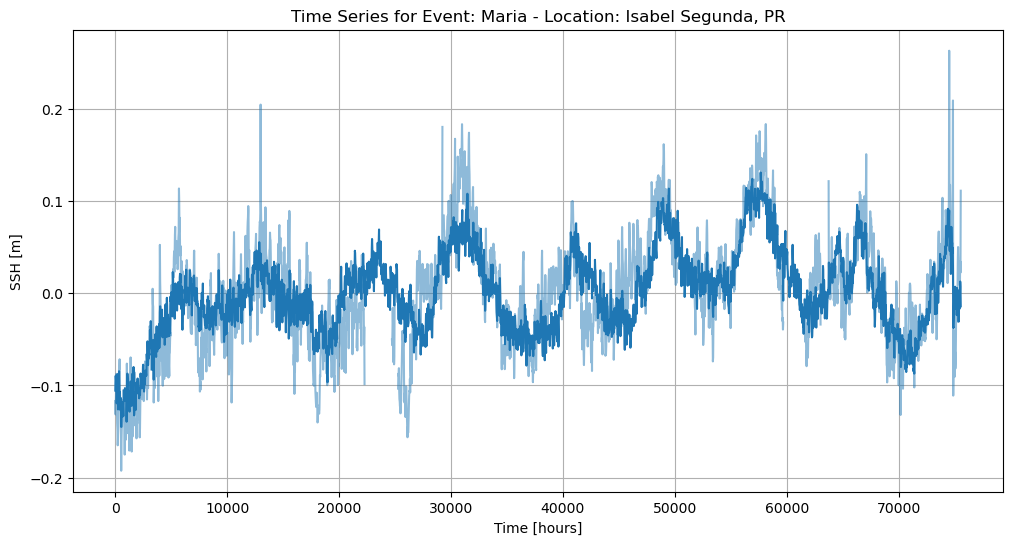 Time Series for Event: Maria - Location: Isabel Segunda, PR
SSH [m]
0.2
0.1
0.0
−0.1
−0.2
0 10000 20000 30000 40000 50000 60000 70000
Time [hours]